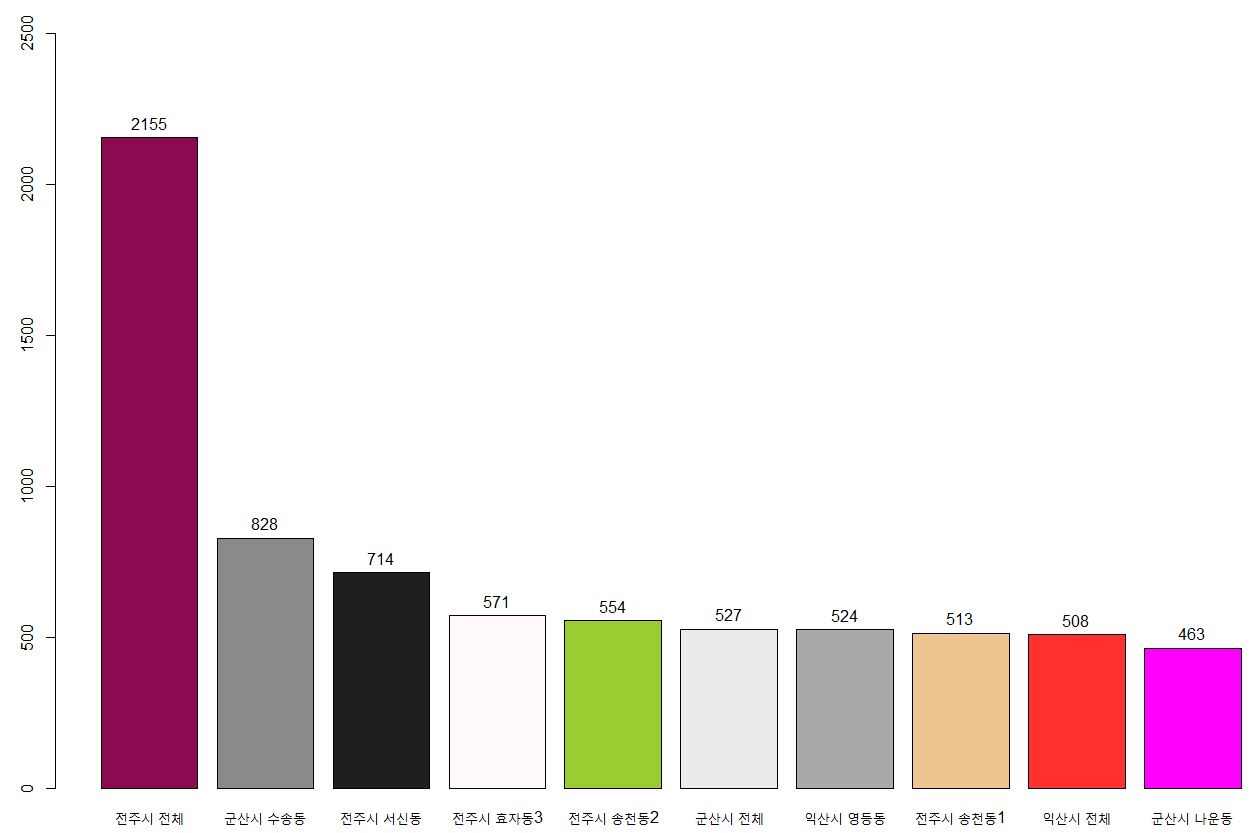 2500
2000
1500
1000
500
0
2155
828
714
571
554
527
524
513
508
463
전주시 전체
군산시 수송동
전주시 서신동
전주시 효자동3
전주시 송천동2
군산시 전체
익산시 영등동
전주시 송천동1
익산시 전체
군산시 나운동